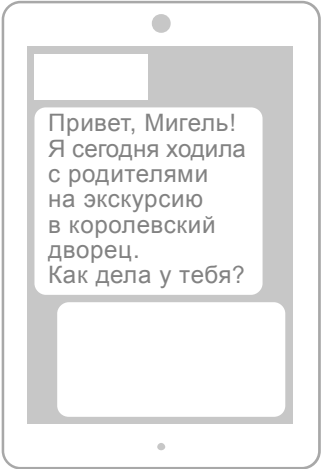 Привет, Мигель!
Я сегодня ходила
с родителями
на экскурсию
в королевский
дворец.
Как дела у тебя?